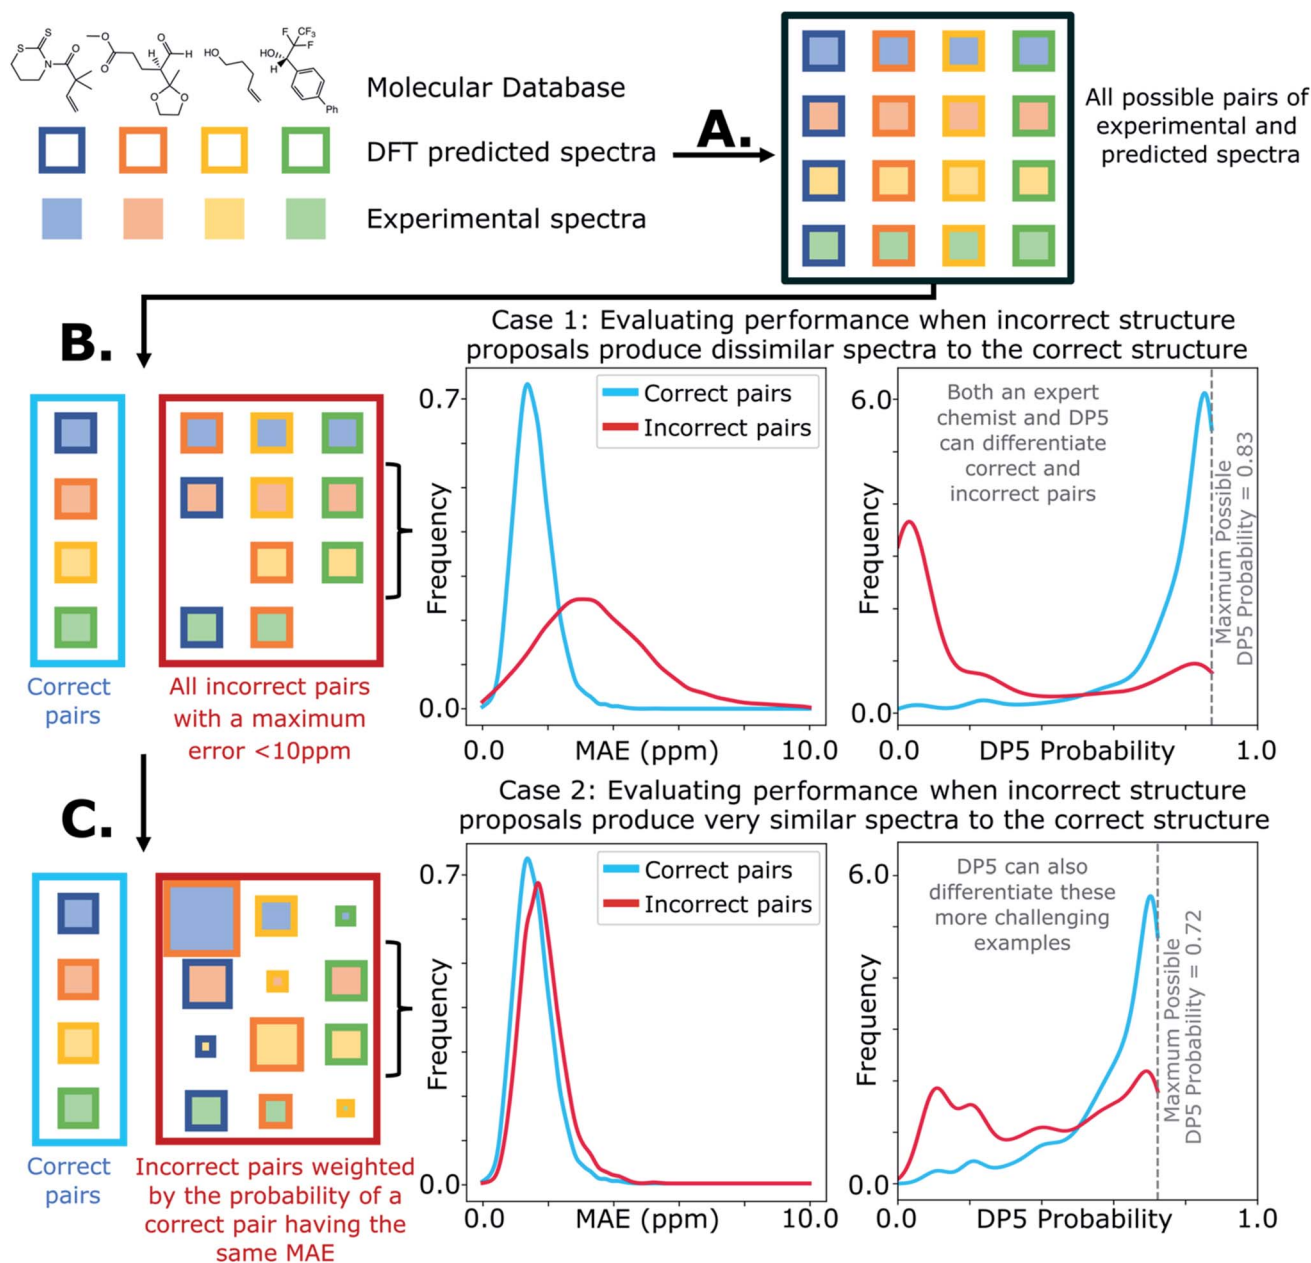 S
S
N
O
O
O
O
H
H
O
O
HO
F
CF₃
F
HO
H
Ph
Molecular Database
DFT predicted spectra
Experimental spectra
A.
All possible pairs of
experimental and
predicted spectra
B.
Case 1: Evaluating performance when incorrect structure
proposals produce dissimilar spectra to the correct structure
Correct
pairs
All incorrect pairs
with a maximum
error <10ppm
Frequency
0.7
0.0
Correct pairs
Incorrect pairs
0.0
MAE (ppm)
10.0
Frequency
6.0
0.0
Both an expert
chemist and DP5
can differentiate
correct and
incorrect pairs
Maxmum Possible
DP5 Probability = 0.83
0.0
DP5 Probability
1.0
C.
Case 2: Evaluating performance when incorrect structure
proposals produce very similar spectra to the correct structure
Correct
pairs
Incorrect pairs weighted
by the probability of a
correct pair having the
same MAE
Frequency
0.7
0.0
Correct pairs
Incorrect pairs
0.0
MAE (ppm)
10.0
Frequency
6.0
0.0
DP5 can also
differentiate these
more challenging
examples
Maxmum Possible
DP5 Probability = 0.72
0.0
DP5 Probability
1.0